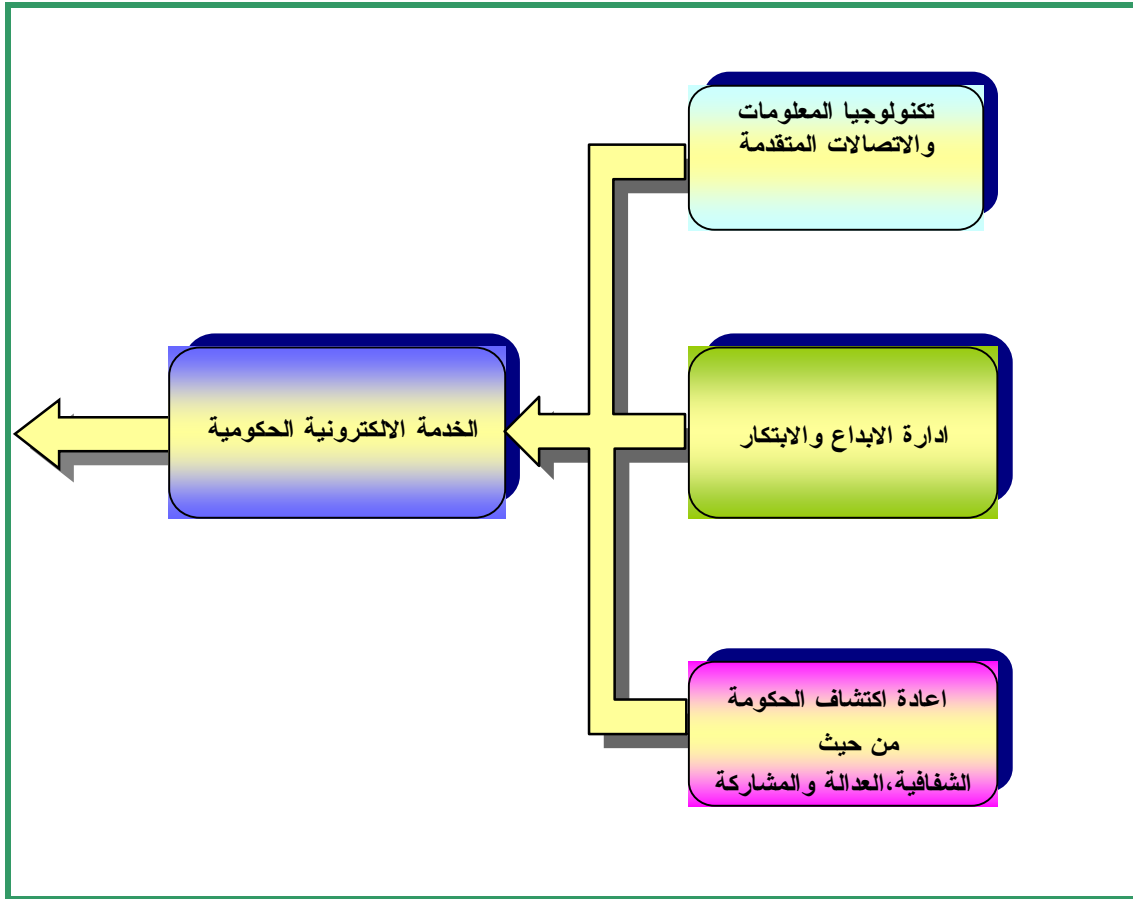 تكنولوجيا المعلومات
والاتصالات المتقدمة
ادارة الابداع والابتكار
الخدمة الالكترونية الحكومية
اعادة اكتشاف الحكومة
من حيث
الشفافية،العدالة والمشاركة